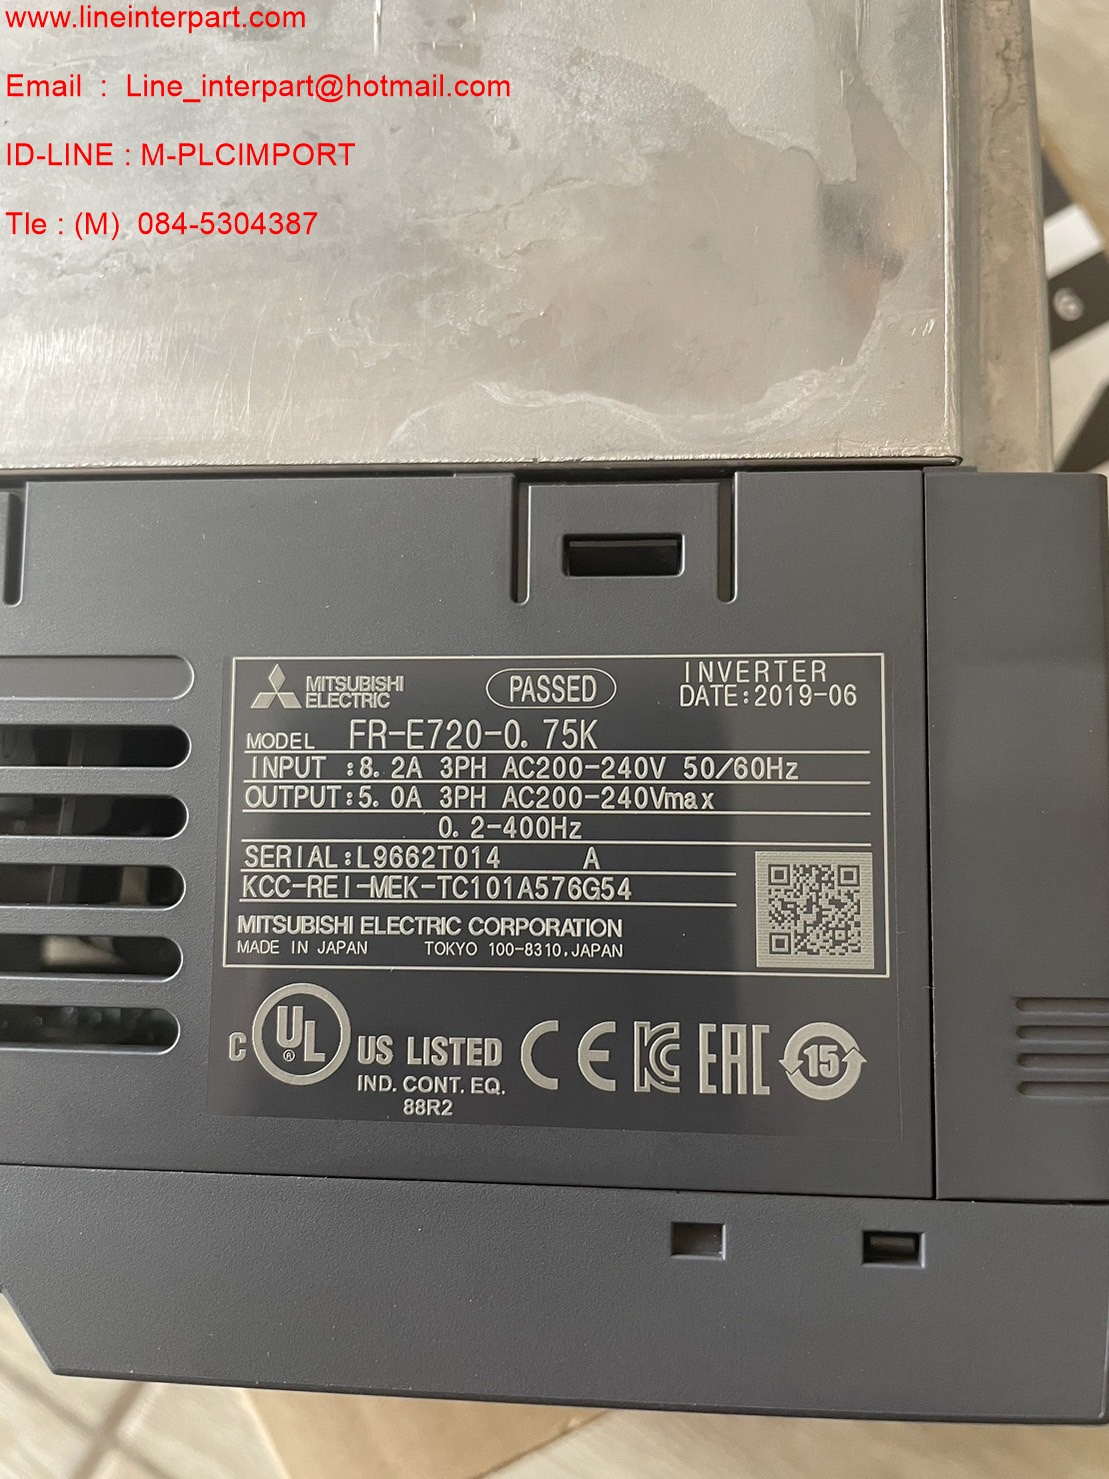 www.lineinterpart.com
Email : Line_interpart@hotmail.com
ID-LINE : M-PLCIMPORT
Tle : (M) 084-5304387
MITSUBISHI
ELECTRIC
PASSED
INVERTER
DATE:2019-06
MODEL FR-E720-0.75K
INPUT :8.2A 3PH AC200-240V 50/60Hz
OUTPUT:5.0A 3PH AC200-240Vmax
0.2-400Hz
SERIAL:L9662T014 A
KCC-REI-MEK-TC101A576G54
MITSUBISHI ELECTRIC CORPORATION
MADE IN JAPAN TOKYO 100-8310,JAPAN
C UL ® US LISTED CE KC EAC 15
IND. CONT. EQ.
88R2